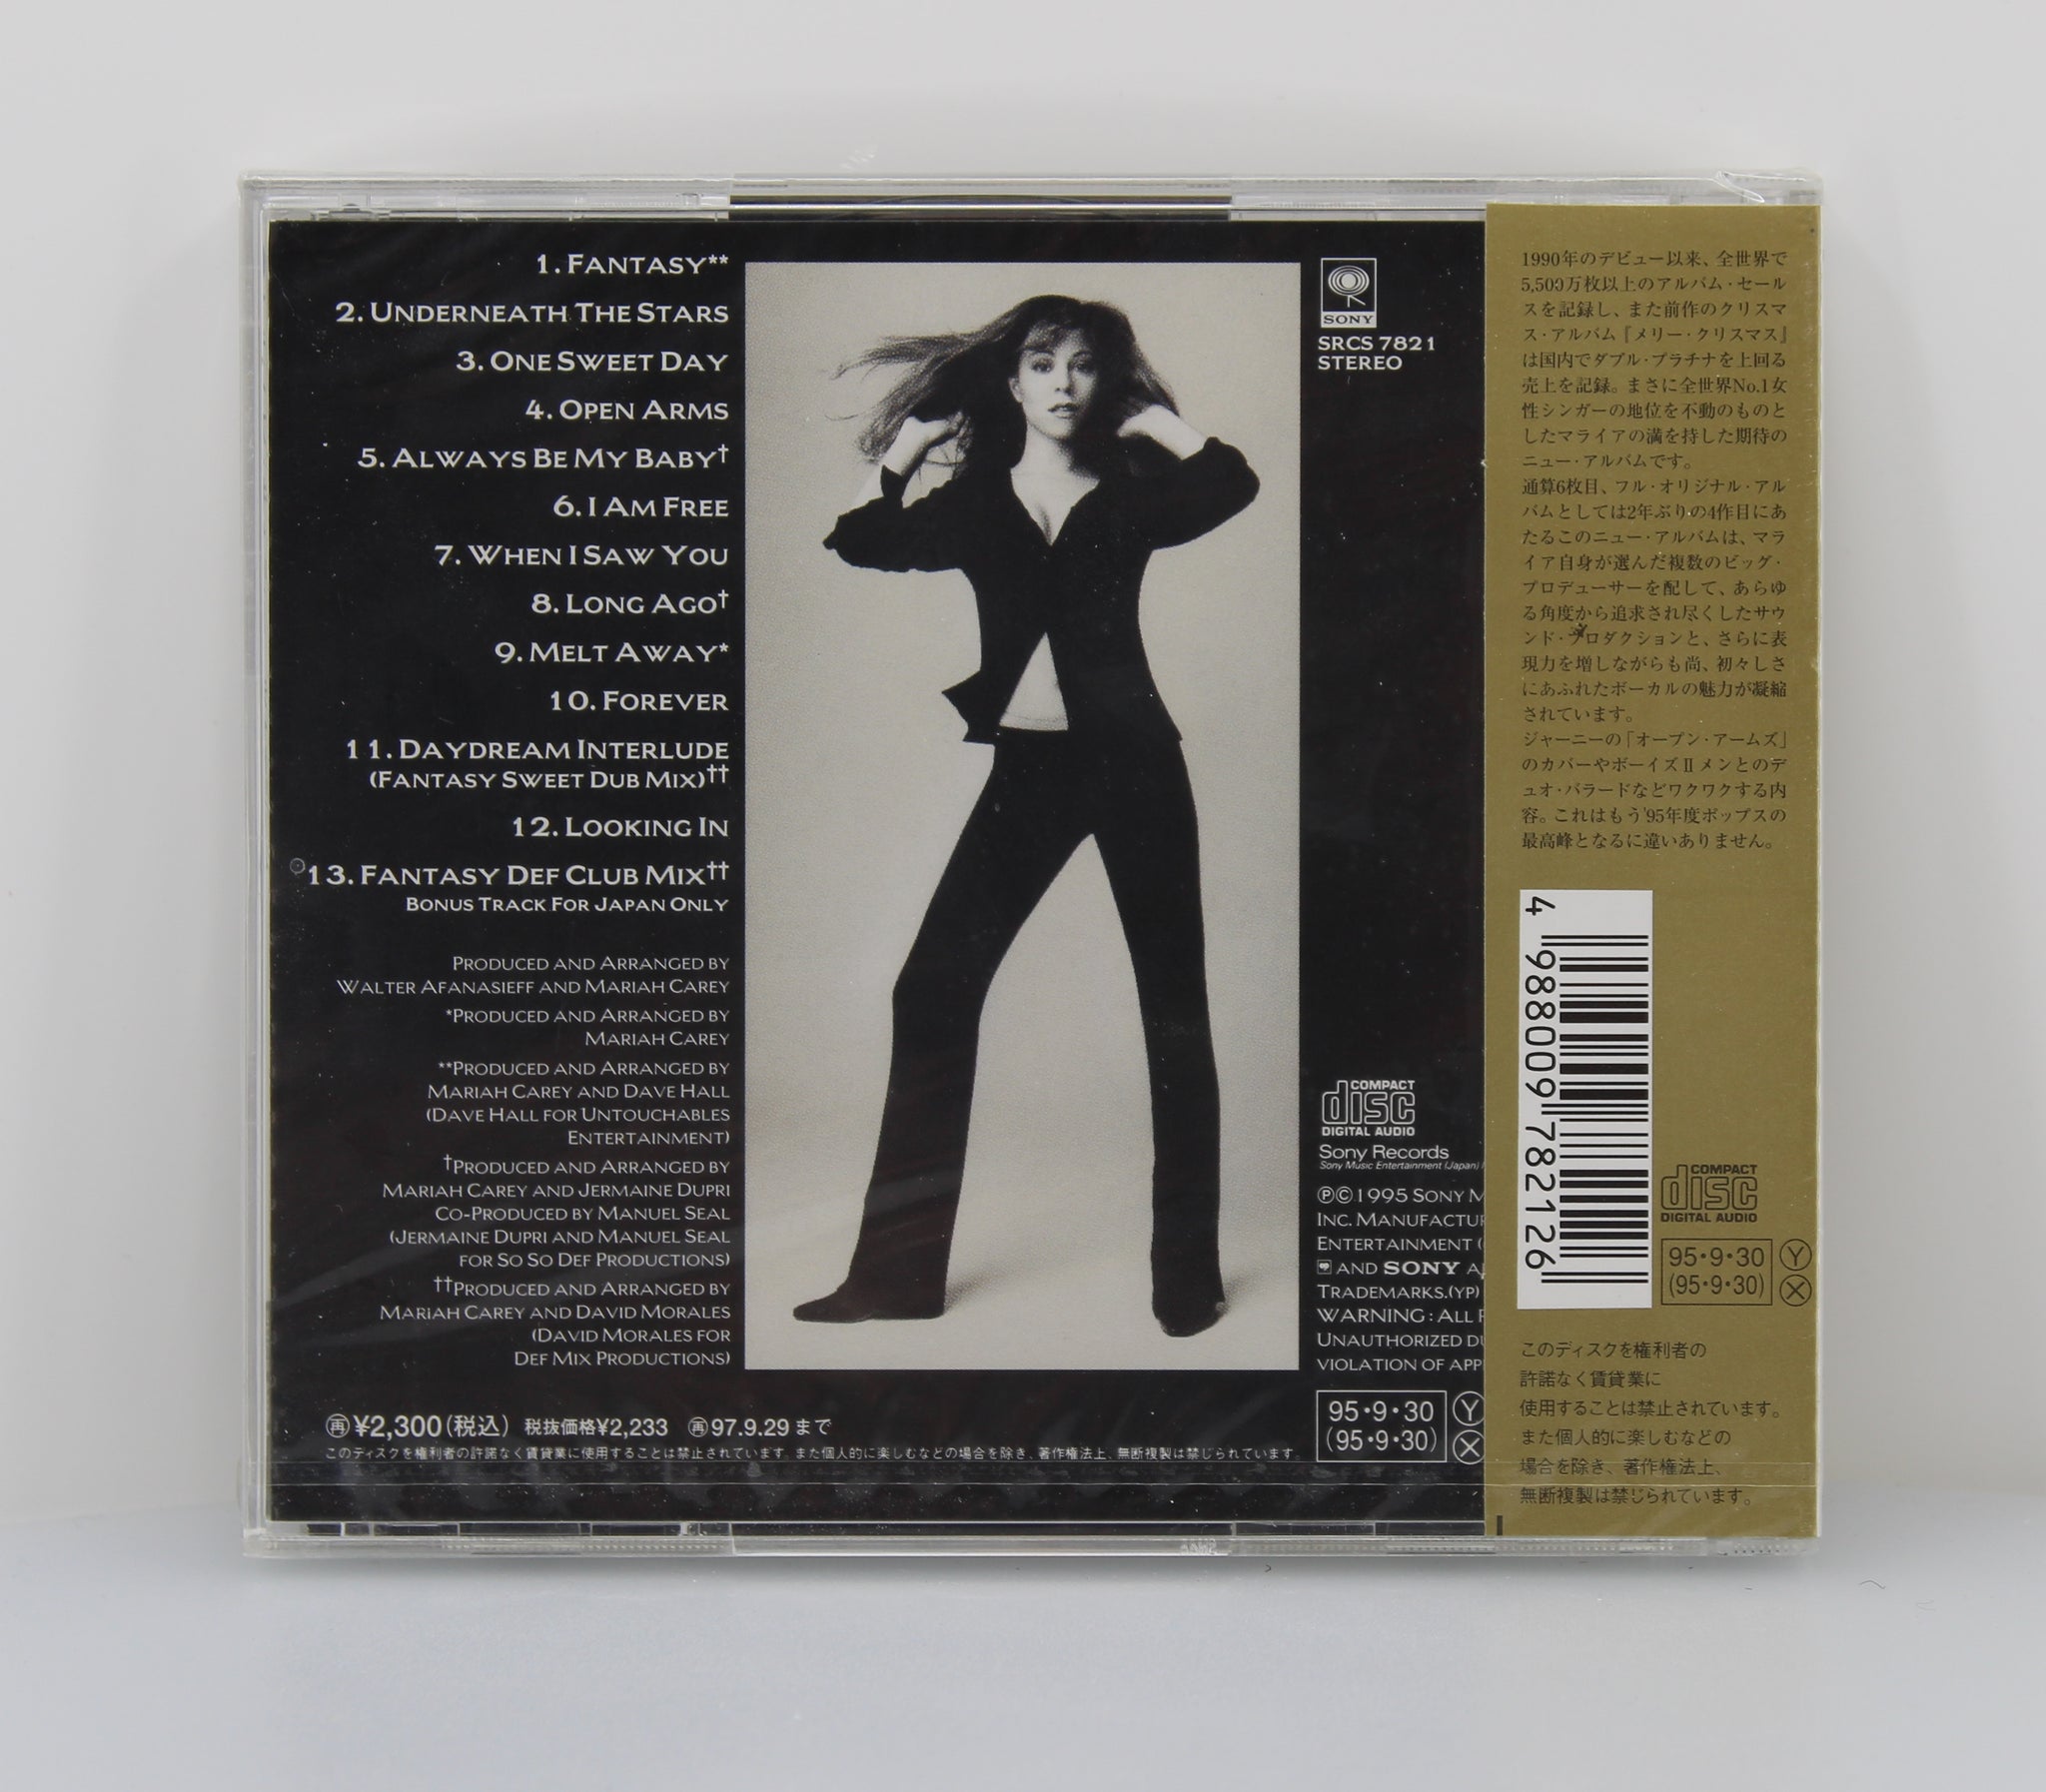 1. FANTASY**
2. UNDERNEATH THE STARS
3. ONE SWEET DAY
4. OPEN ARMS
5. ALWAYS BE MY BABY†
6. I AM FREE
7. WHEN I SAW YOU
8. LONG AGO†
9. MELT AWAY*
10. FOREVER
11. DAYDREAM INTERLUDE
(FANTASY SWEET DUB MIX)††
12. LOOKING IN
13. FANTASY DEF CLUB MIX††
BONUS TRACK FOR JAPAN ONLY
PRODUCED AND ARRANGED BY
WALTER AFANASIEFF AND MARIAH CAREY
*PRODUCED AND ARRANGED BY
MARIAH CAREY
**PRODUCED AND ARRANGED BY
MARIAH CAREY AND DAVE HALL
(DAVE HALL FOR UNTOUCHABLES
ENTERTAINMENT)
†PRODUCED AND ARRANGED BY
MARIAH CAREY AND JERMAINE DUPRI
CO-PRODUCED BY MANUEL SEAL
(JERMAINE DUPRI AND MANUEL SEAL
FOR SO SO DEF PRODUCTIONS)
††PRODUCED AND ARRANGED BY
MARIAH CAREY AND DAVID MORALES
(DAVID MORALES FOR
DEF MIX PRODUCTIONS)
再¥2,300(税込) 税抜価格¥2,233 再97.9.29まで
このディスクを権利者の許諾なく賃貸業に使用することは禁止されています。また個人的に楽しむなどの場合を除き、著作権法上、無断複製は禁じられています。
SONY
SRCS 7821
STEREO
COMPACT
disc
DIGITAL AUDIO
Sony Records
Sony Music Entertainment (Japan)
Ⓟ©1995 SONY M
INC. MANUFACTU
ENTERTAINMENT (
AND SONY A
TRADEMARKS.(YP)
WARNING : ALL
UNAUTHORIZED DU
VIOLATION OF APP
95・9・30 Y
(95・9・30) X
1990年のデビュー以来、全世界で
5,500万枚以上のアルバム・セール
スを記録し、また前作のクリスマ
ス・アルバム『メリー・クリスマス』
は国内でダブル・プラチナを上回る
売上を記録。まさに全世界No.1女
性シンガーの地位を不動のものと
したマライアの満を持した期待の
ニュー・アルバムです。
通算6枚目、フル・オリジナル・アル
バムとしては2年ぶりの4作目にあ
たるこのニュー・アルバムは、マラ
イア自身が選んだ複数のビッグ・
プロデューサーを配して、あらゆ
る角度から追求され尽くしたサウ
ンド・プロダクションと、さらに表
現力を増しながらも尚、初々しさ
にあふれたボーカルの魅力が凝縮
されています。
ジャーニーの「オープン・アームズ」
のカバーやボーイズⅡメンとのデ
ュオ・バラードなどワクワクする内
容。これはもう'95年度ポップスの
最高峰となるに違いありません。
4 988009 782126
COMPACT
disc
DIGITAL AUDIO
95・9・30 Y
(95・9・30) X
このディスクを権利者の
許諾なく賃貸業に
使用することは禁止されています。
また個人的に楽しむなどの
場合を除き、著作権法上、
無断複製は禁じられています。